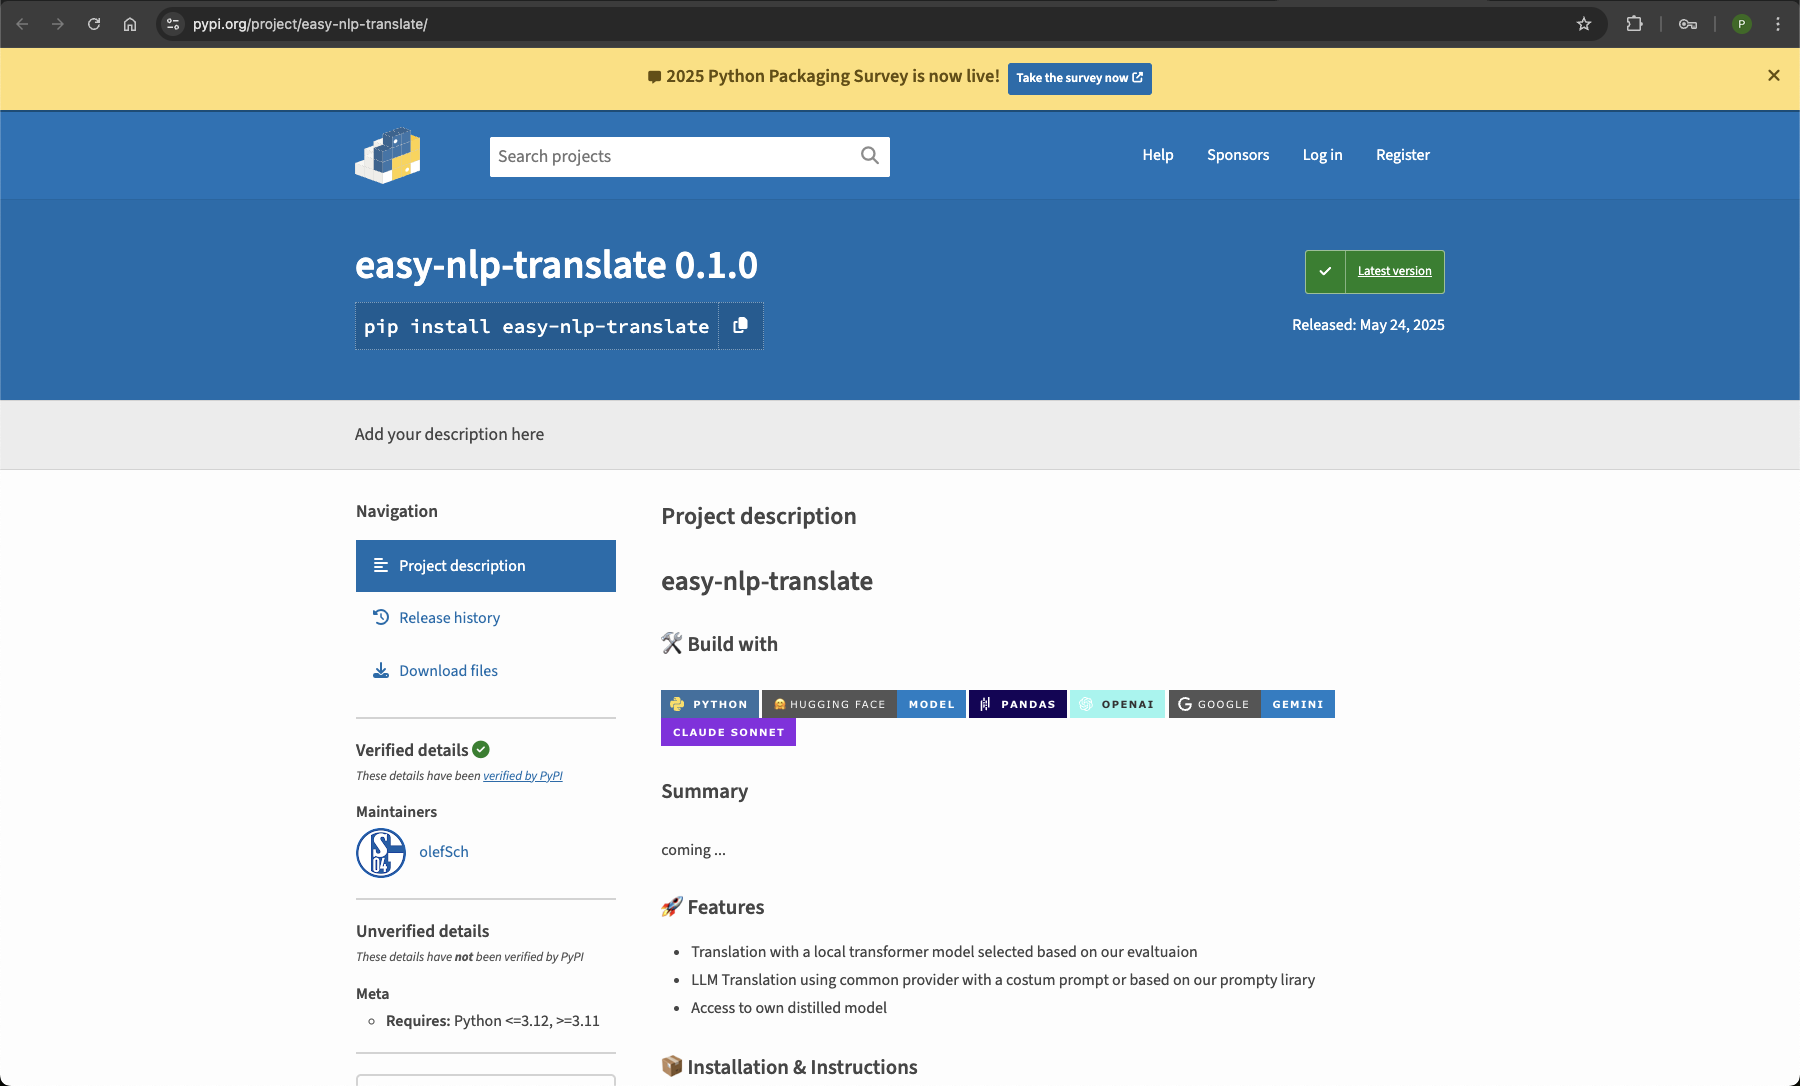 pypi.org/project/easy-nlp-translate/
P
2025 Python Packaging Survey is now live!
Take the survey now
Search projects
Help
Sponsors
Log in
Register
easy-nlp-translate 0.1.0
pip install easy-nlp-translate
Latest version
Released: May 24, 2025
Add your description here
Navigation
Project description
Release history
Download files
Verified details
These details have been verified by PyPI
Maintainers
S
04
olefSch
Unverified details
These details have not been verified by PyPI
Meta
Requires: Python <=3.12, >=3.11
Project description
easy-nlp-translate
🛠️ Build with
PYTHON
HUGGING FACE MODEL
PANDAS
OPENAI
GOOGLE GEMINI
CLAUDE SONNET
Summary
coming ...
🚀 Features
Translation with a local transformer model selected based on our evaltuaion
LLM Translation using common provider with a costum prompt or based on our prompty lirary
Access to own distilled model
📦 Installation & Instructions